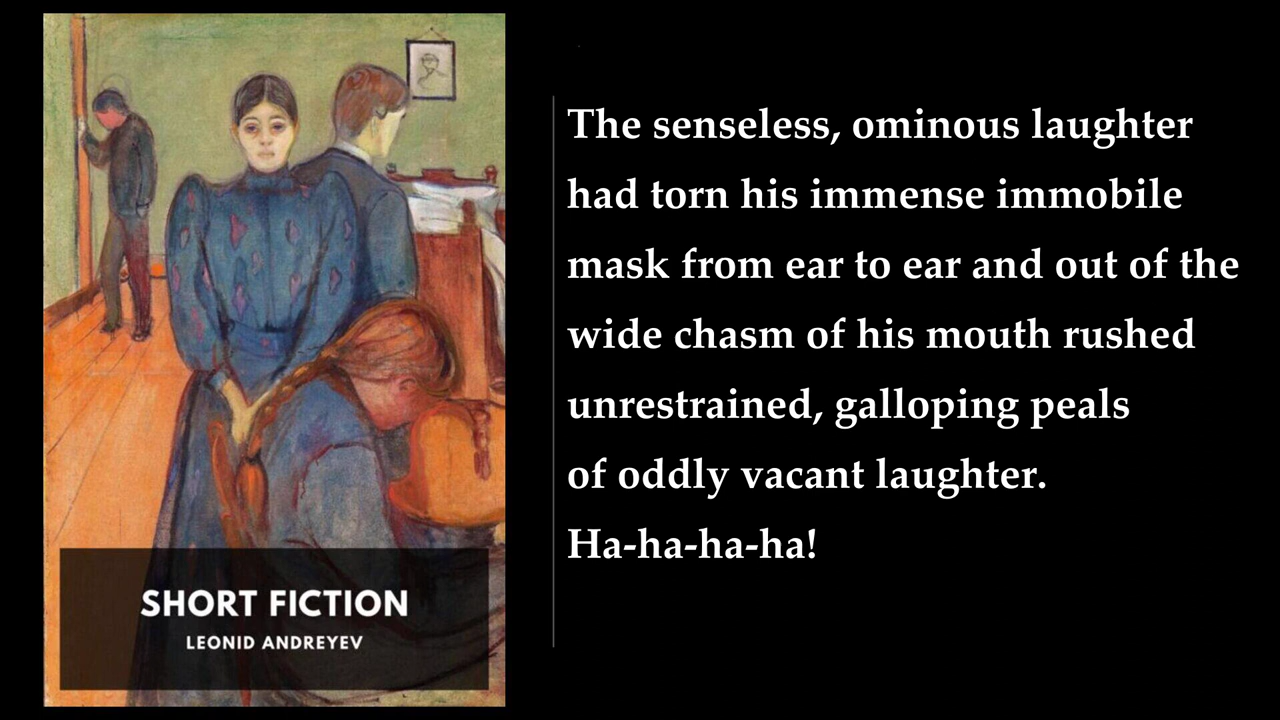 The senseless, ominous laughter
had torn his immense immobile
mask from ear to ear and out of the
wide chasm of his mouth rushed
unrestrained, galloping peals
of oddly vacant laughter.
Ha-ha-ha-ha!
SHORT FICTION
LEONID ANDREYEV